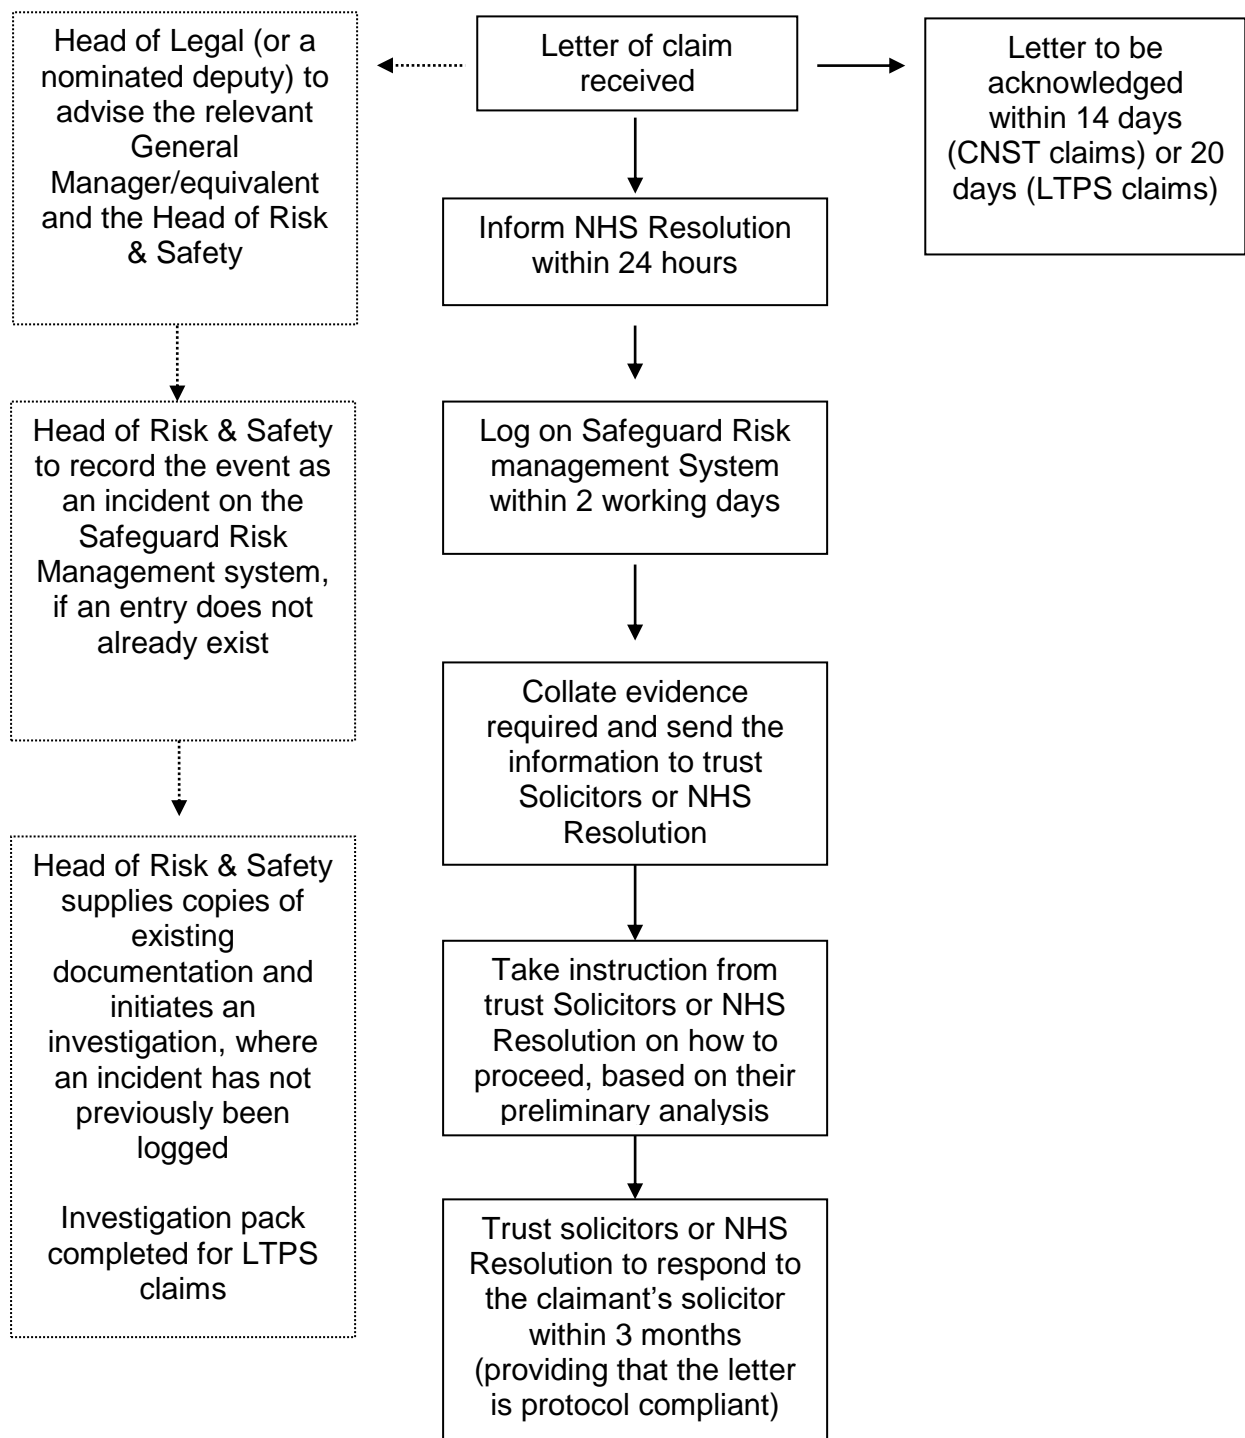 Head of Legal (or a
nominated deputy) to
advise the relevant
General
Manager/equivalent
and the Head of Risk
& Safety
Letter of claim
received
Letter to be
acknowledged
within 14 days
(CNST claims) or 20
days (LTPS claims)
Inform NHS Resolution
within 24 hours
Head of Risk & Safety
to record the event as
an incident on the
Safeguard Risk
Management system,
if an entry does not
already exist
Log on Safeguard Risk
management System
within 2 working days
Collate evidence
required and send the
information to trust
Solicitors or NHS
Resolution
Head of Risk & Safety
supplies copies of
existing
documentation and
initiates an
investigation, where
an incident has not
previously been
logged
Investigation pack
completed for LTPS
claims
Take instruction from
trust Solicitors or NHS
Resolution on how to
proceed, based on their
preliminary analysis
Trust solicitors or NHS
Resolution to respond to
the claimant’s solicitor
within 3 months
(providing that the letter
is protocol compliant)